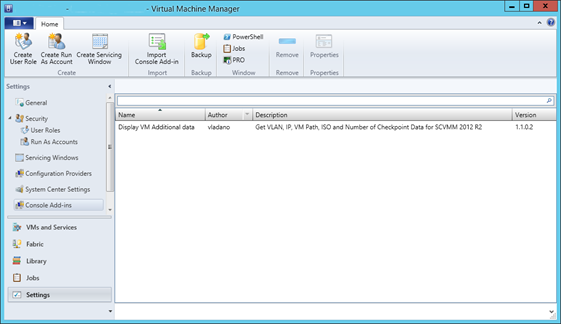 - - Virtual Machine Manager
Home
Create User Role
Create Run As Account
Create Servicing Window
Import Console Add-in
Backup
PowerShell
Jobs
PRO
Remove
Properties
Create
Import
Backup
Window
Remove
Properties
Settings
General
Security
User Roles
Run As Accounts
Servicing Windows
Configuration Providers
System Center Settings
Console Add-ins
VMs and Services
Fabric
Library
Jobs
Settings
Name Author Description Version
Display VM Additional data vladano Get VLAN, IP, VM Path, ISO and Number of Checkpoint Data for SCVMM 2012 R2 1.1.0.2